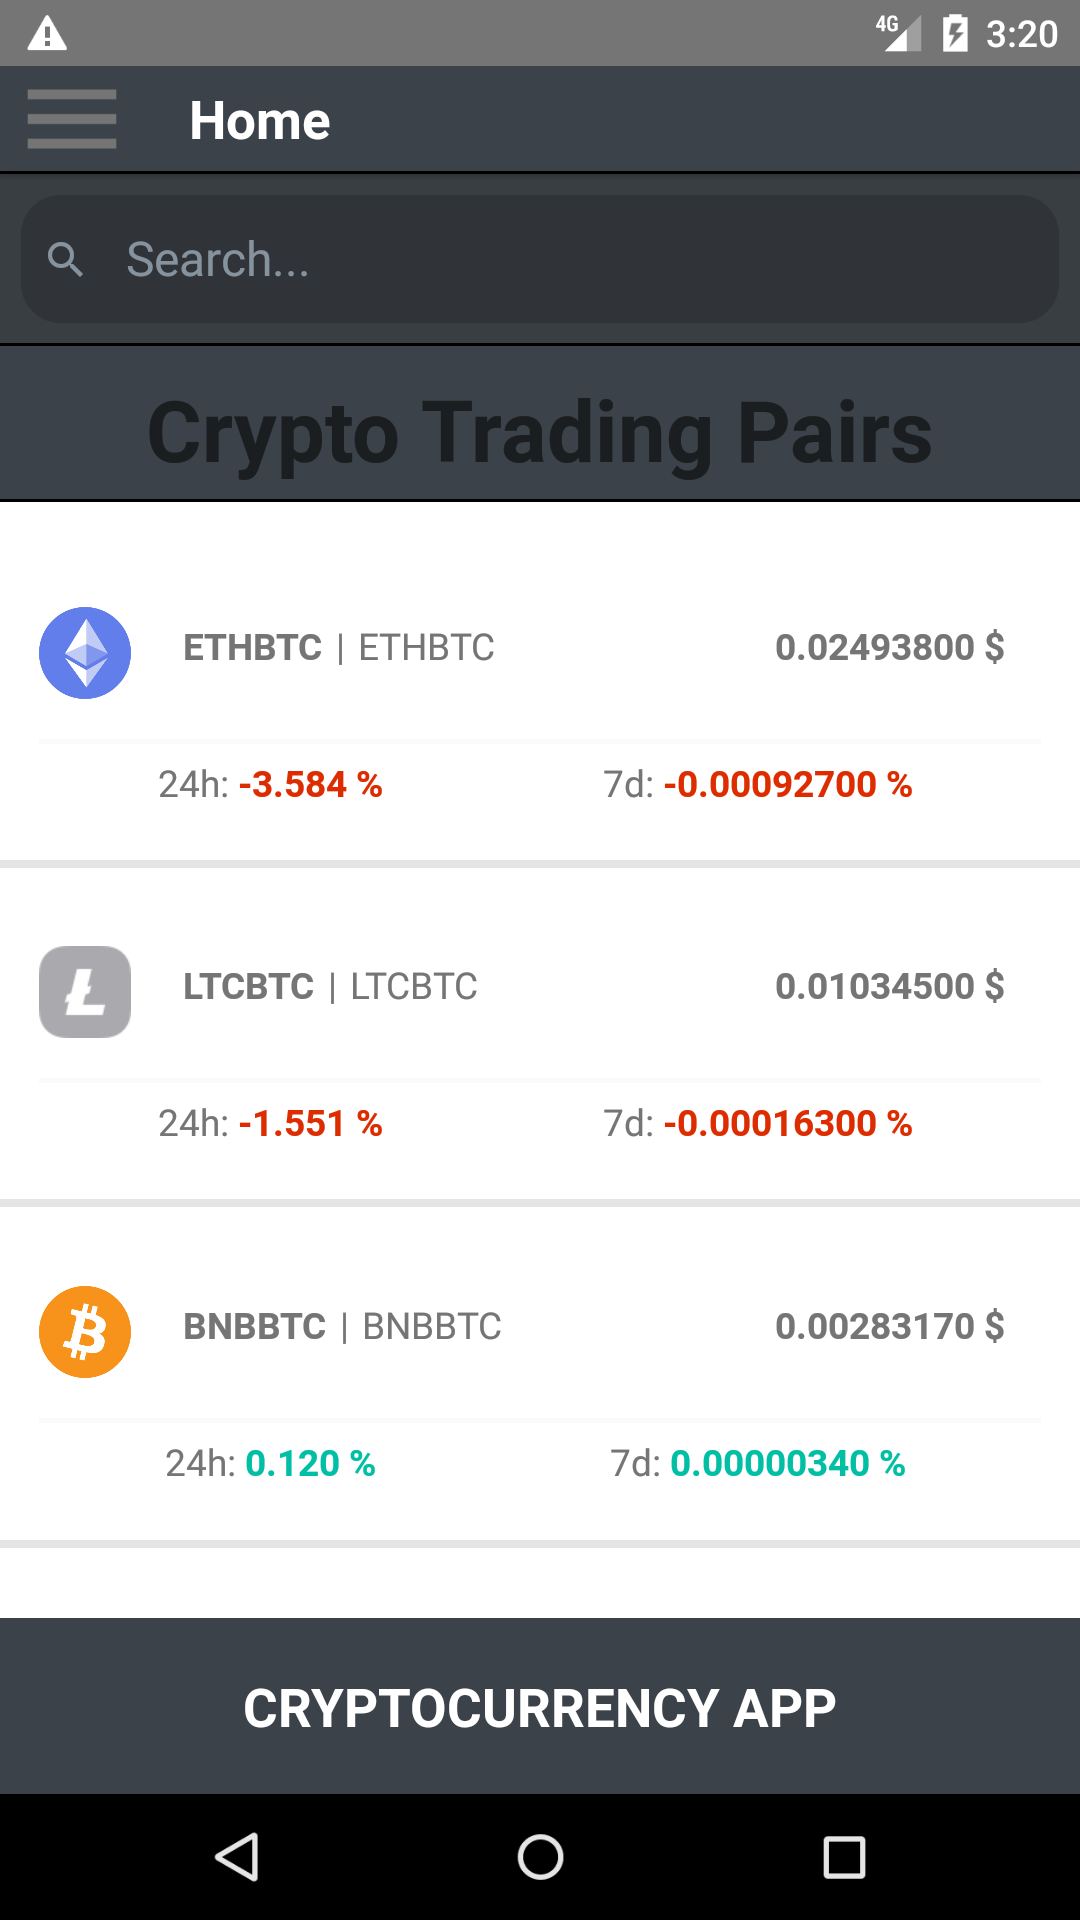 4G 3:20
Home
Search...
Crypto Trading Pairs
ETHBTC | ETHBTC 0.02493800 $
24h: -3.584 % 7d: -0.00092700 %
LTCBTC | LTCBTC 0.01034500 $
24h: -1.551 % 7d: -0.00016300 %
BNBBTC | BNBBTC 0.00283170 $
24h: 0.120 % 7d: 0.00000340 %
CRYPTOCURRENCY APP